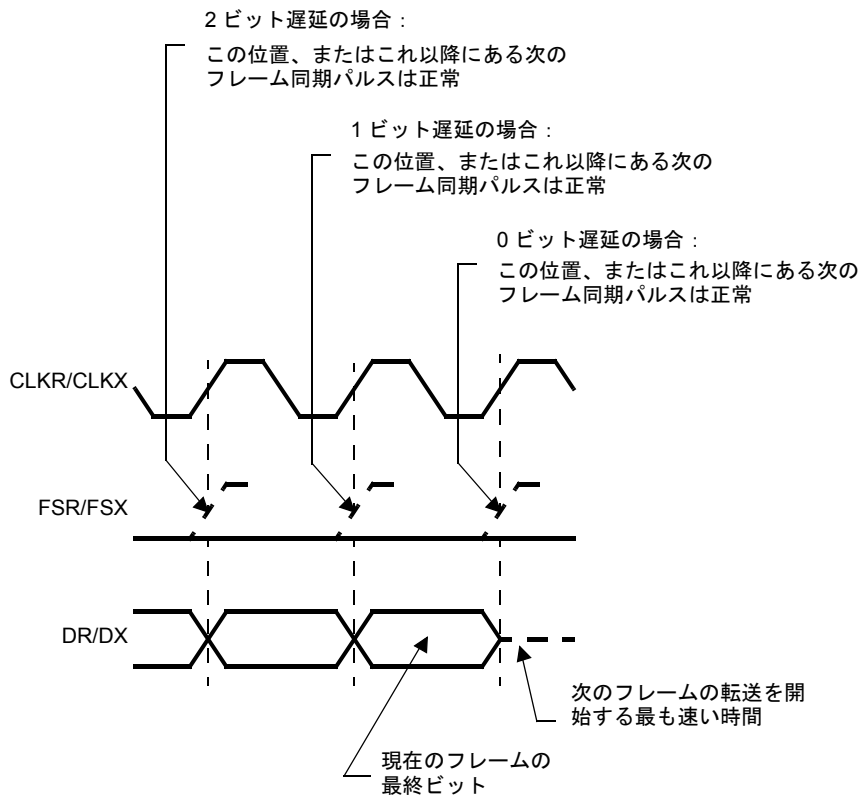 2 ビット遅延の場合：
この位置、またはこれ以降にある次の
フレーム同期パルスは正常
1 ビット遅延の場合：
この位置、またはこれ以降にある次の
フレーム同期パルスは正常
0 ビット遅延の場合：
この位置、またはこれ以降にある次の
フレーム同期パルスは正常
CLKR/CLKX
FSR/FSX
DR/DX
次のフレームの転送を開
始する最も速い時間
現在のフレームの
最終ビット